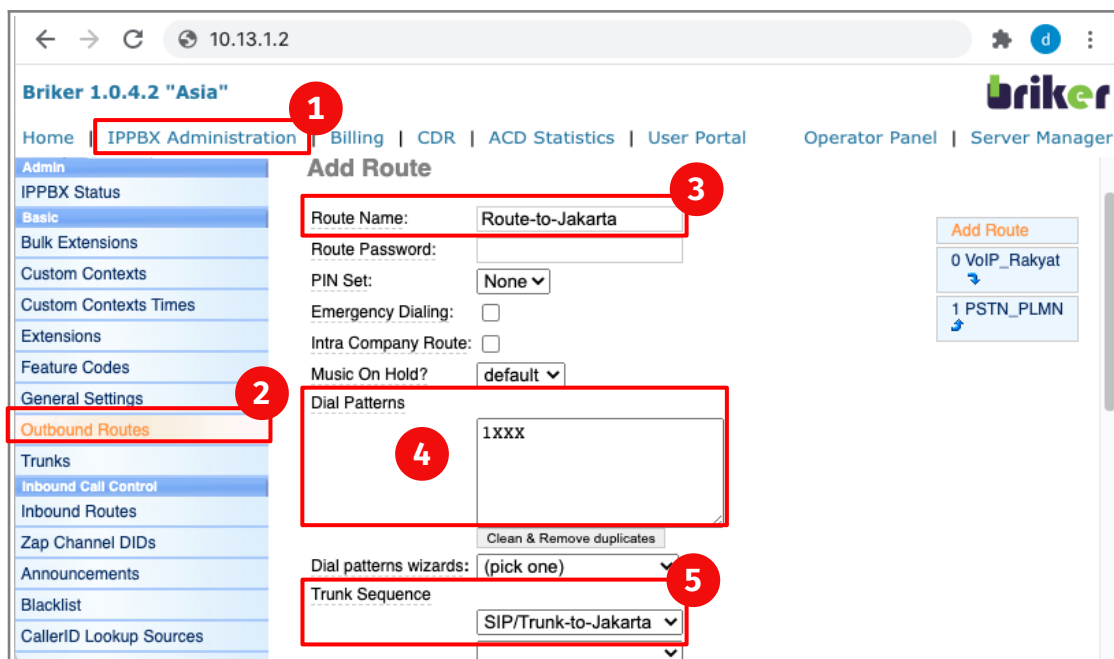 10.13.1.2
d
Briker 1.0.4.2 "Asia"
briker
1
Home | IPPBX Administration | Billing | CDR | ACD Statistics | User Portal Operator Panel | Server Manager
Admin
IPPBX Status
Basic
Bulk Extensions
Custom Contexts
Custom Contexts Times
Extensions
Feature Codes
General Settings
2
Outbound Routes
Trunks
Inbound Call Control
Inbound Routes
Zap Channel DIDs
Announcements
Blacklist
CallerID Lookup Sources
Add Route
3
Route Name: Route-to-Jakarta
Route Password:
PIN Set: None
Emergency Dialing:
Intra Company Route:
Music On Hold? default
Dial Patterns
1XXX
4
Clean & Remove duplicates
Dial patterns wizards: (pick one)
5
Trunk Sequence
SIP/Trunk-to-Jakarta
Add Route
0 VoIP_Rakyat
1 PSTN_PLMN